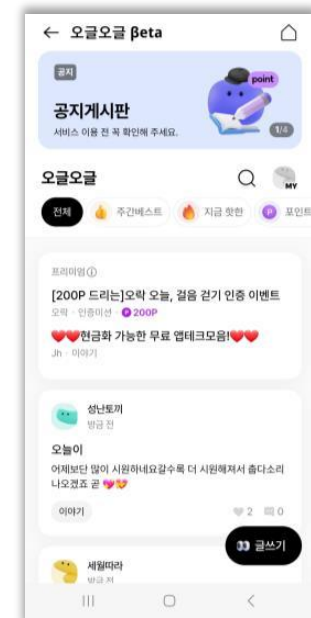 ← 오글오글 βeta
공지
point
공지게시판
서비스 이용 전 꼭 확인해 주세요.
1/4
오글오글
MY
전체
주간베스트
지금 핫한
P 포인트
프리미엄
[200P 드리는]오락 오늘, 걸음 걷기 인증 이벤트
오락 · 인증미션 · P 200P
❤️❤️현금화 가능한 무료 앱테크모음!❤️❤️
Jh · 이야기
성난토끼
방금 전
오늘이
어제보단 많이 시원하네요갈수록 더 시원해져서 춥다소리
나오겠죠 곧 💖💝
이야기
2
0
글쓰기
세월따라
방금 전